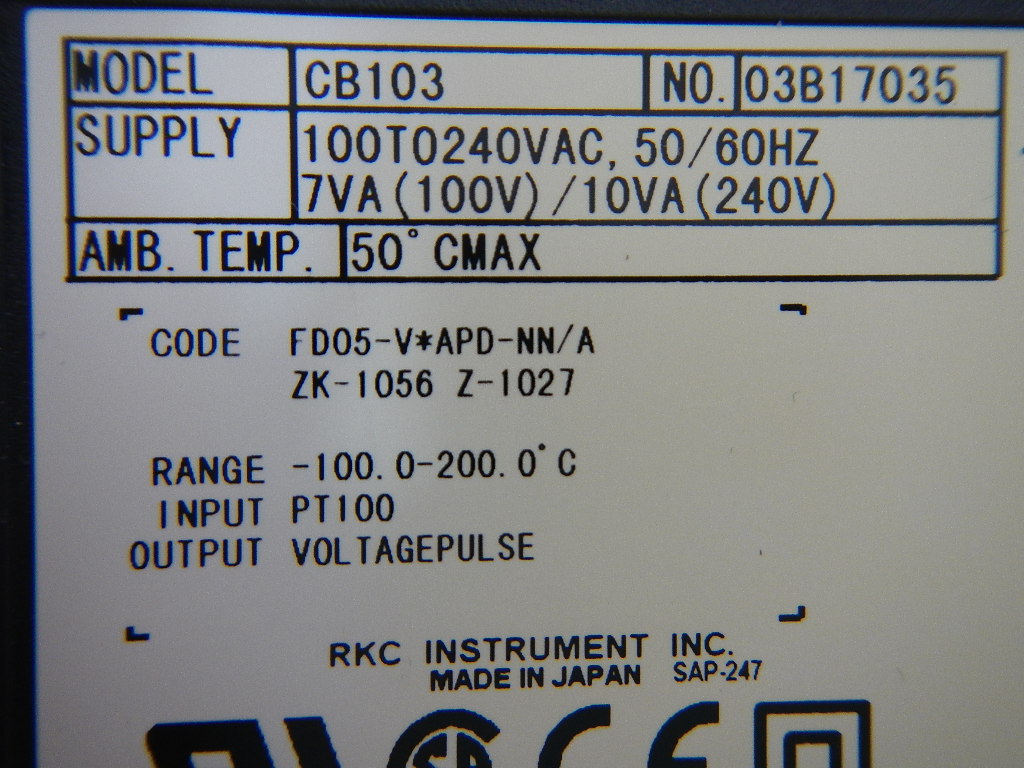 MODEL CB103 NO. 03B17035
SUPPLY 100TO240VAC, 50/60HZ
7VA(100V)/10VA(240V)
AMB. TEMP. 50°CMAX
CODE FD05-V*APD-NN/A
ZK-1056 Z-1027
RANGE -100.0-200.0°C
INPUT PT100
OUTPUT VOLTAGEPULSE
RKC INSTRUMENT INC.
MADE IN JAPAN SAP-247
CE